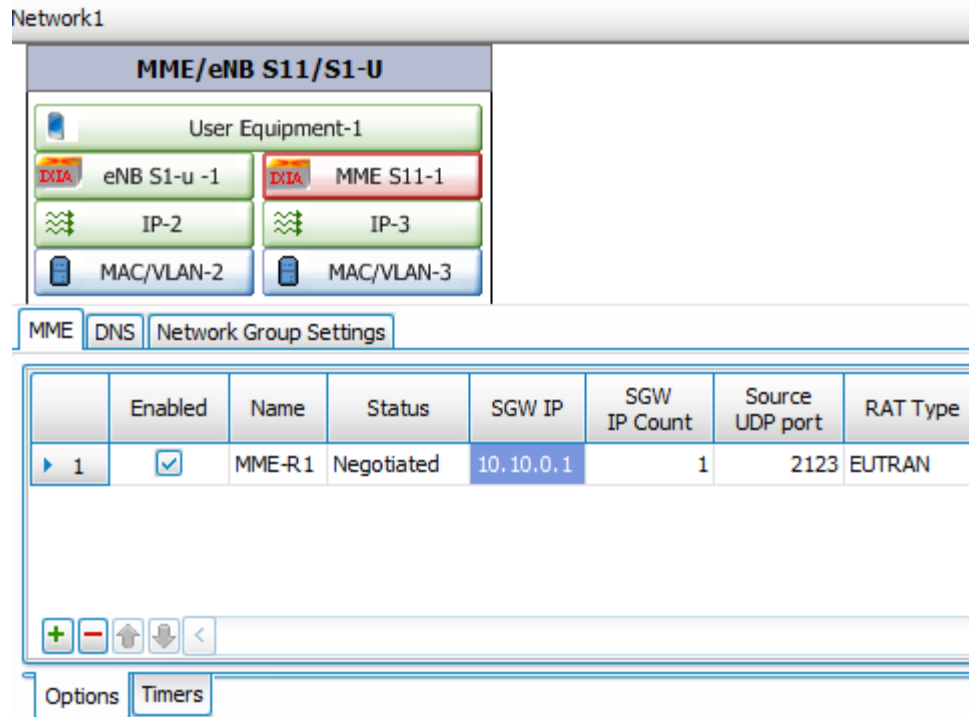 Network1
MME/eNB S11/S1-U
User Equipment-1
IXIA eNB S1-u -1 IXIA MME S11-1
IP-2 IP-3
MAC/VLAN-2 MAC/VLAN-3
MME DNS Network Group Settings
Enabled Name Status SGW IP SGW IP Count Source UDP port RAT Type
1 MME-R1 Negotiated 10.10.0.1 1 2123 EUTRAN
Options Timers